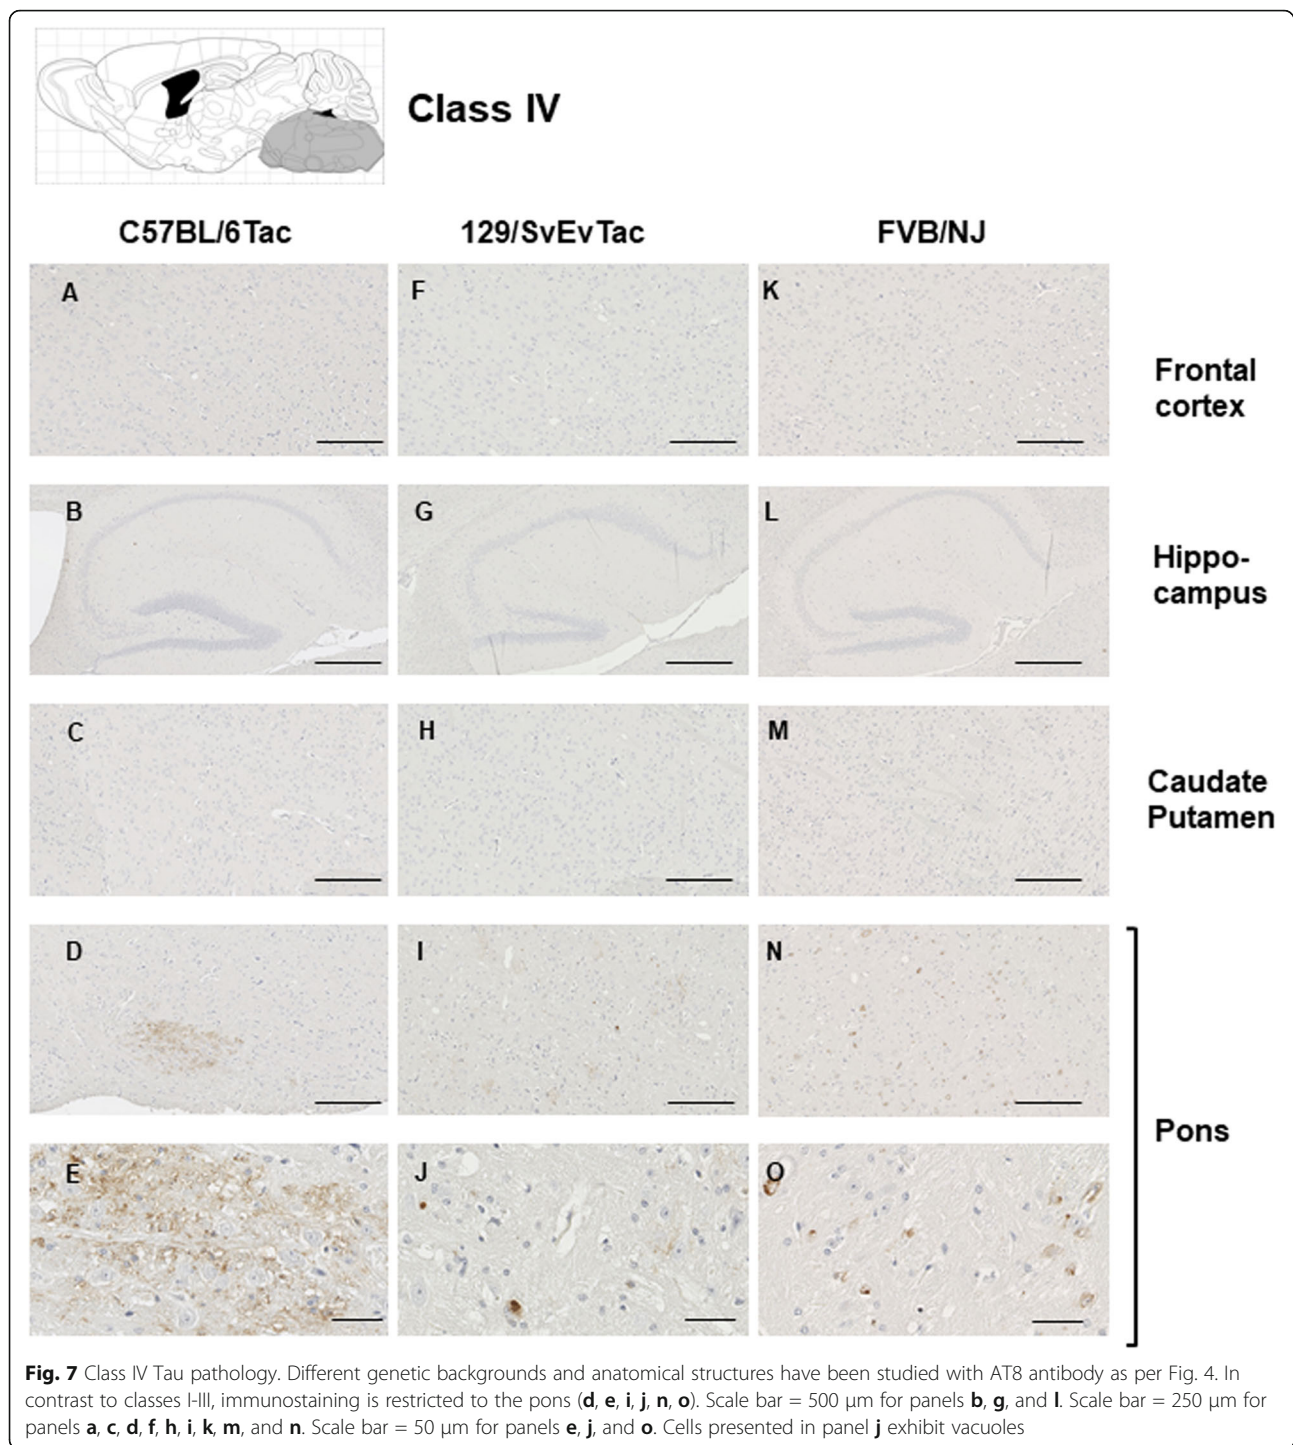 Class IV
C57BL/6Tac 129/SvEvTac FVB/NJ
A F K
Frontal
cortex
B G L
Hippo-
campus
C H M
Caudate
Putamen
D I N
Pons
E J O
Fig. 7 Class IV Tau pathology. Different genetic backgrounds and anatomical structures have been studied with AT8 antibody as per Fig. 4. In
contrast to classes I-III, immunostaining is restricted to the pons (d, e, i, j, n, o). Scale bar = 500 μm for panels b, g, and l. Scale bar = 250 μm for
panels a, c, d, f, h, i, k, m, and n. Scale bar = 50 μm for panels e, j, and o. Cells presented in panel j exhibit vacuoles